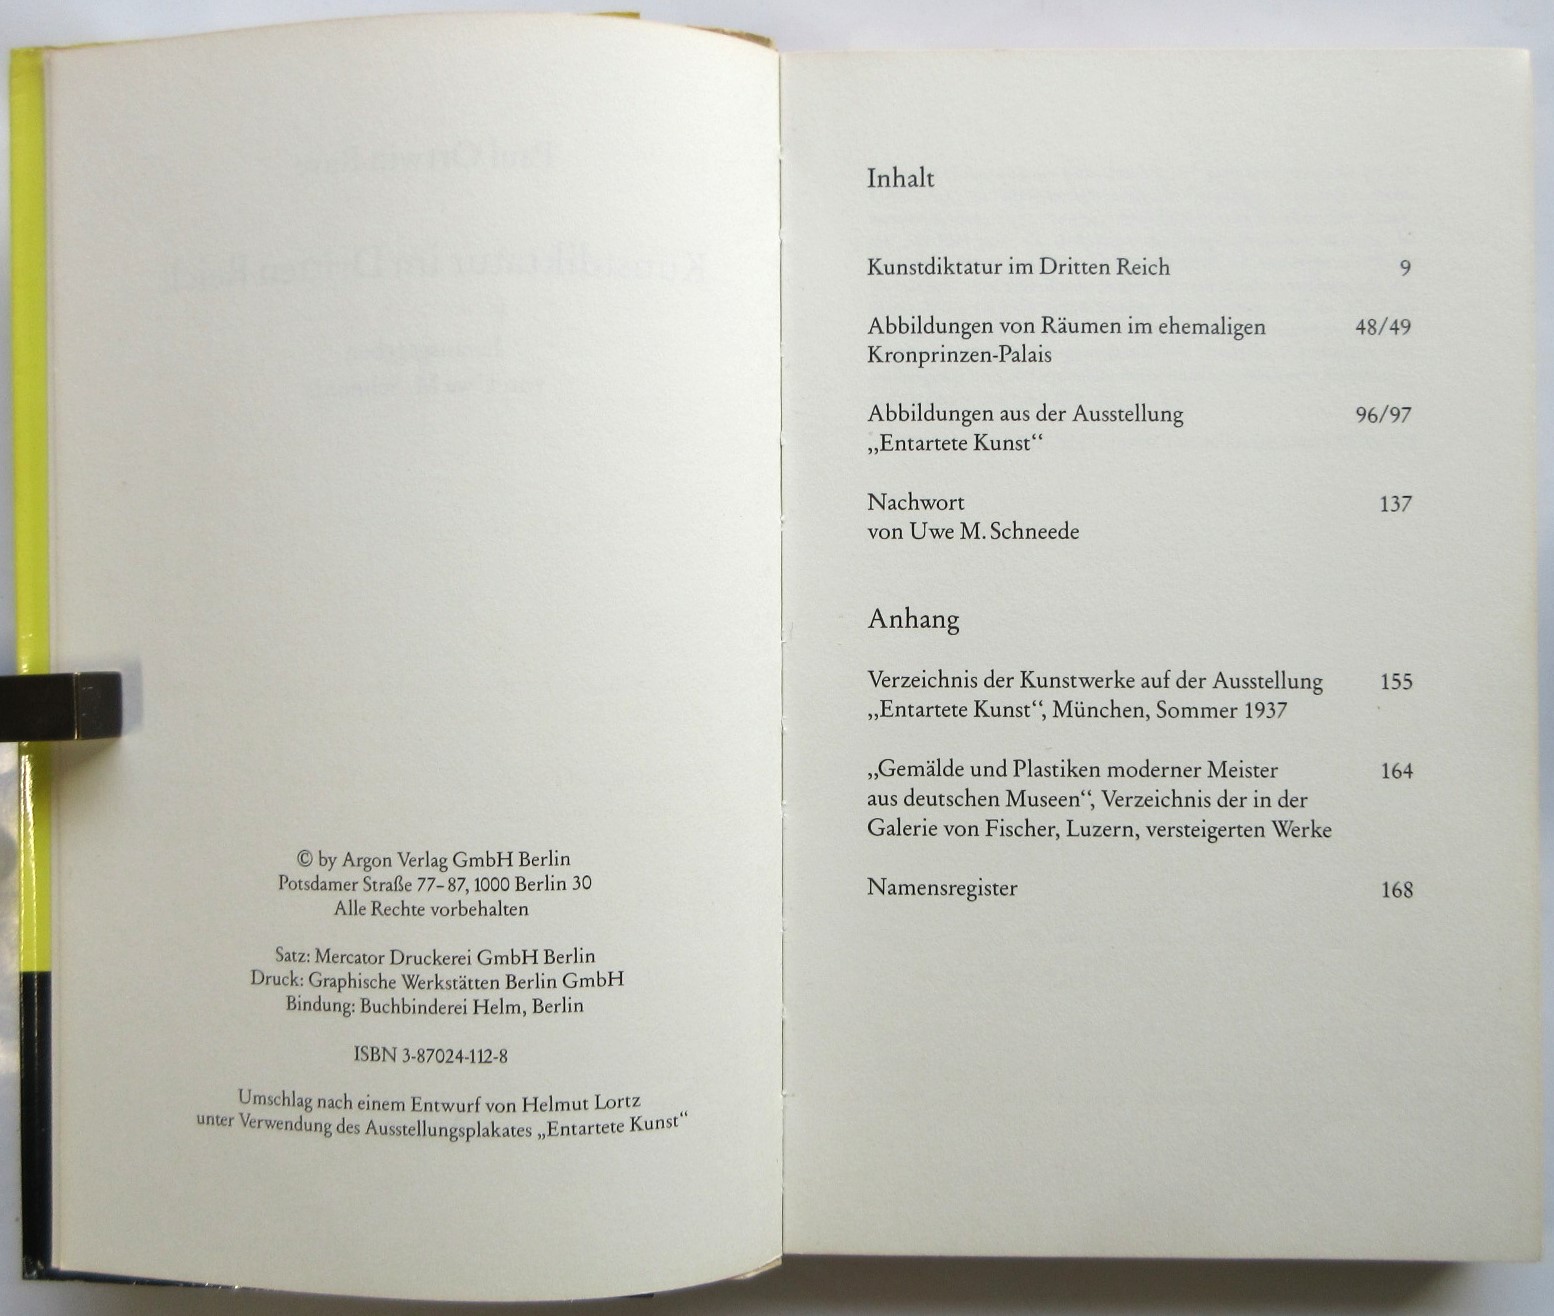 © by Argon Verlag GmbH Berlin
Potsdamer Straße 77–87, 1000 Berlin 30
Alle Rechte vorbehalten
Satz: Mercator Druckerei GmbH Berlin
Druck: Graphische Werkstätten Berlin GmbH
Bindung: Buchbinderei Helm, Berlin
ISBN 3-87024-112-8
Umschlag nach einem Entwurf von Helmut Lortz
unter Verwendung des Ausstellungsplakates „Entartete Kunst“
Inhalt
Kunstdiktatur im Dritten Reich 9
Abbildungen von Räumen im ehemaligen 48/49
Kronprinzen-Palais
Abbildungen aus der Ausstellung 96/97
„Entartete Kunst“
Nachwort 137
von Uwe M. Schneede
Anhang
Verzeichnis der Kunstwerke auf der Ausstellung 155
„Entartete Kunst“, München, Sommer 1937
„Gemälde und Plastiken moderner Meister 164
aus deutschen Museen“, Verzeichnis der in der
Galerie von Fischer, Luzern, versteigerten Werke
Namensregister 168